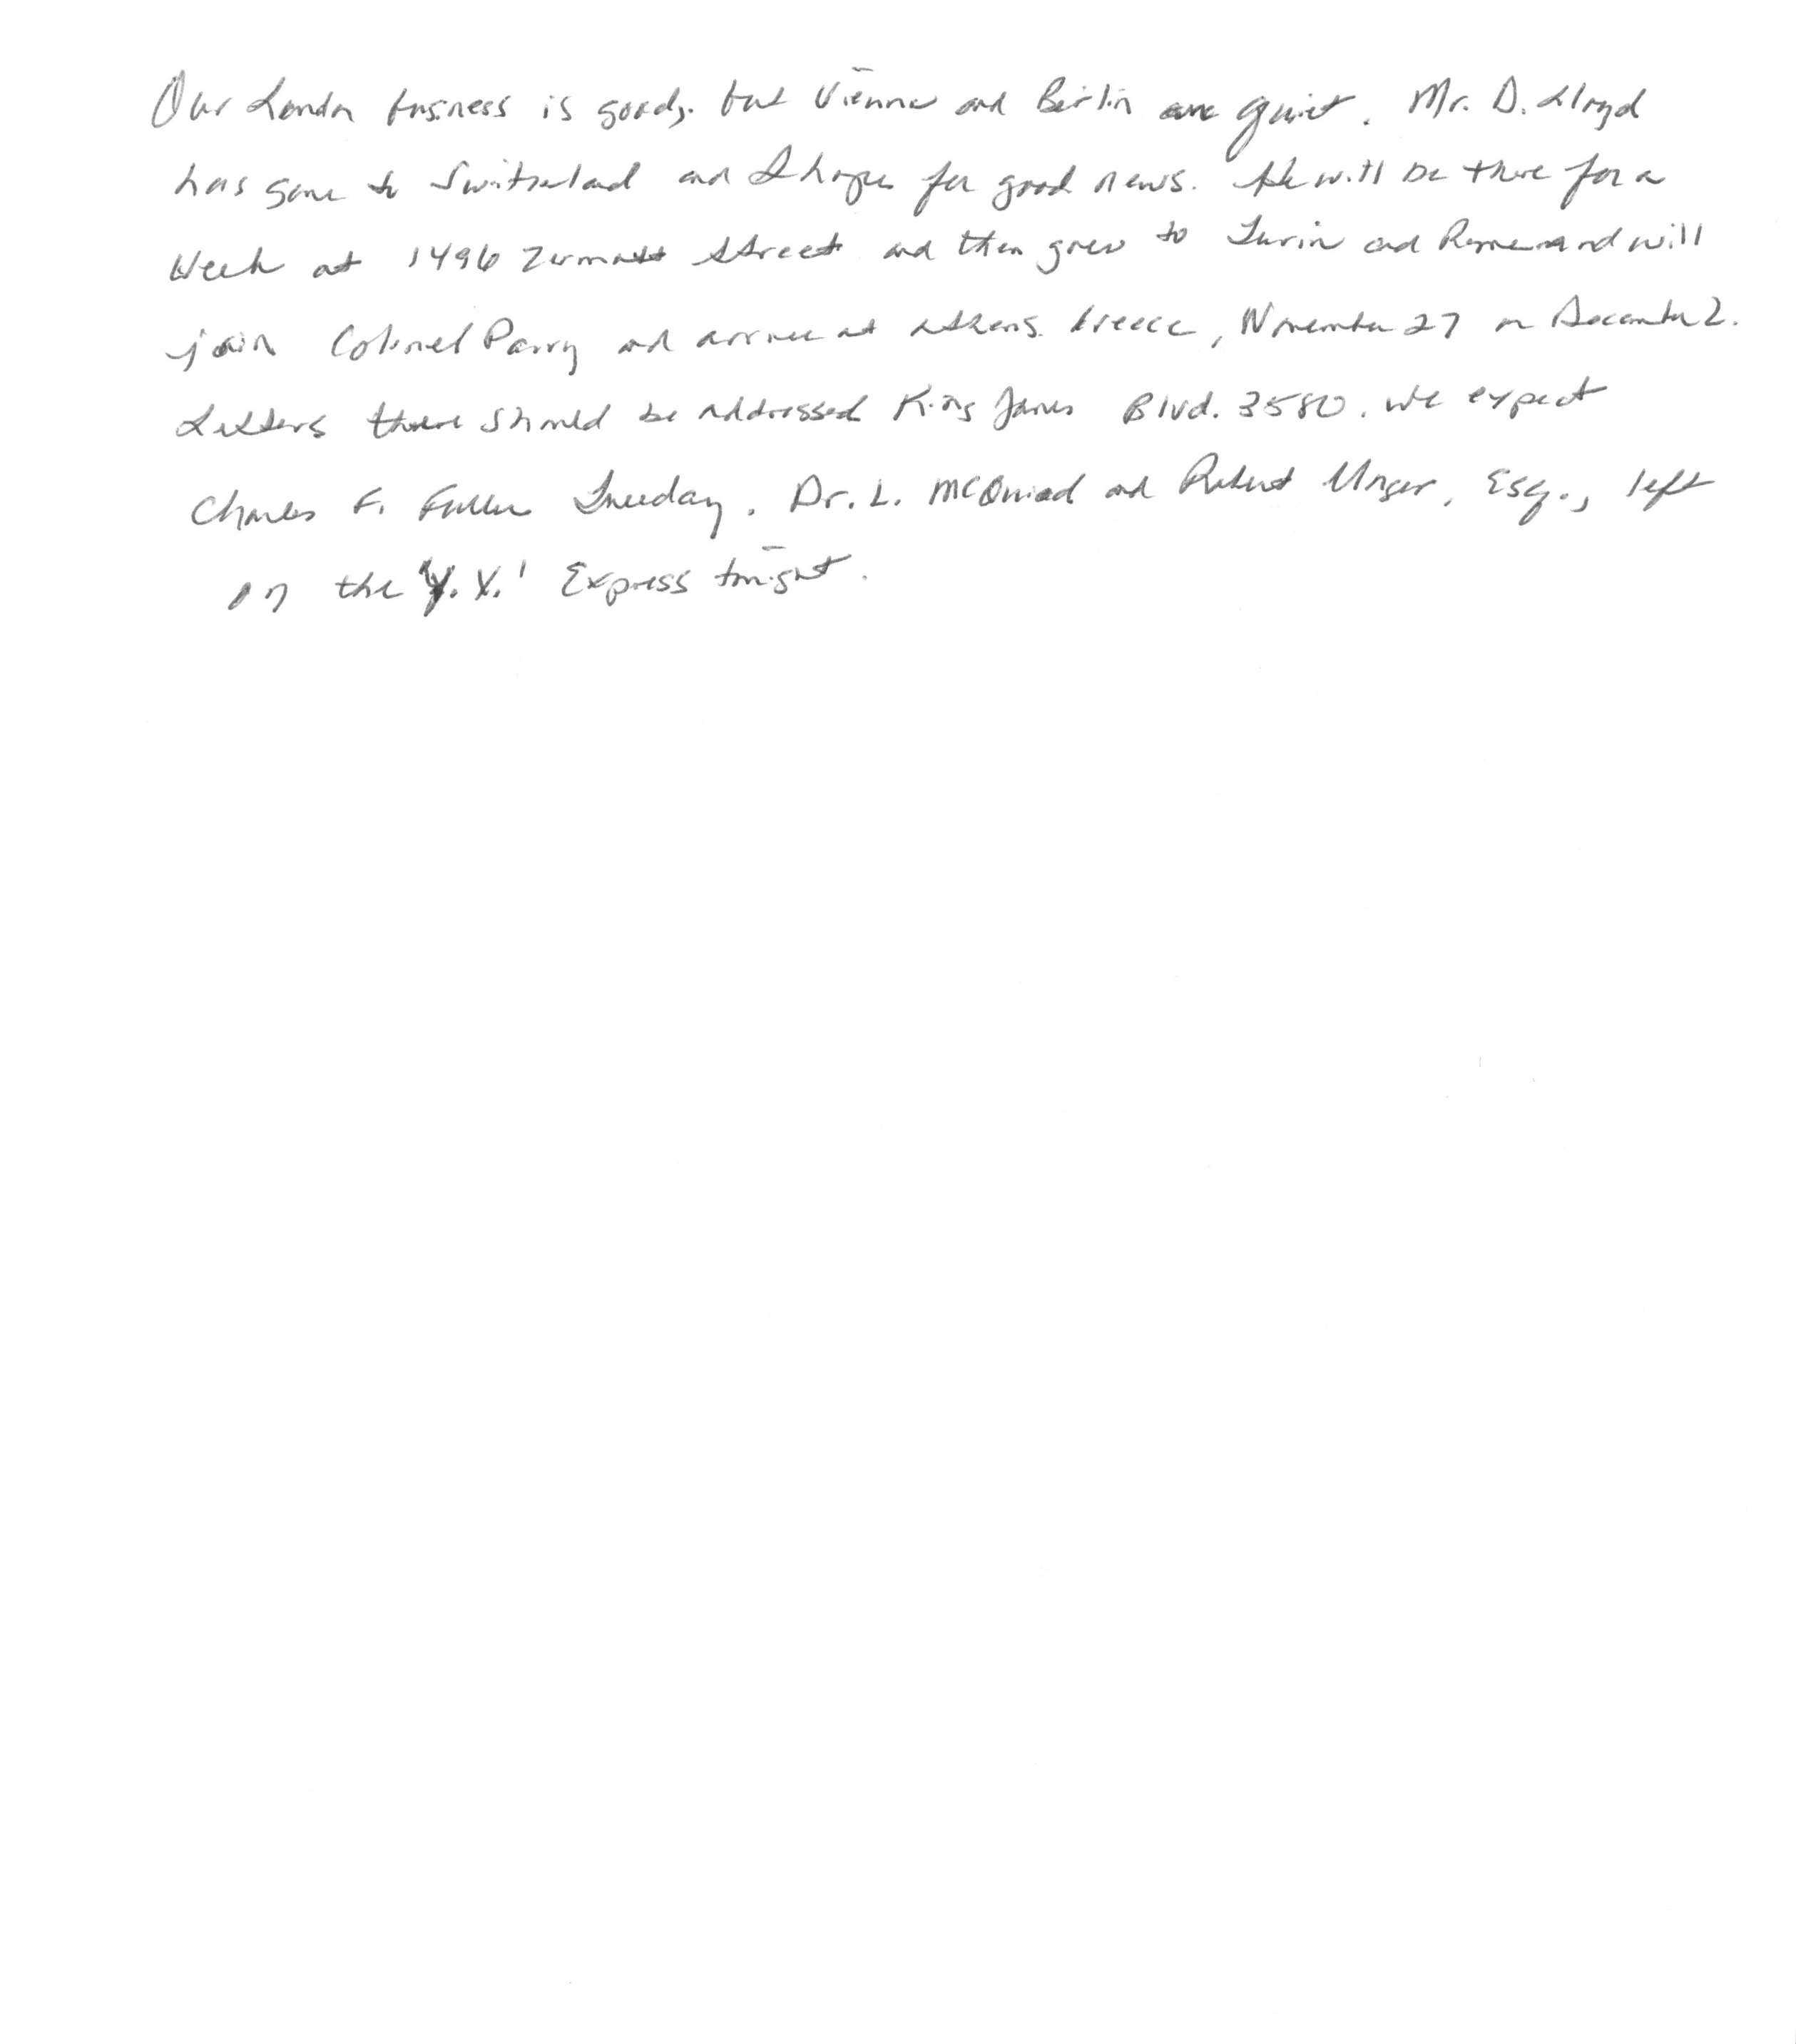 Our London business is good, but Vienna and Berlin are quiet. Mr. D. Lloyd
has gone to Switzerland and I hope for good news. He will be there for a
week at 1496 Zermatt Street and then goes to Turin and Rome and will
join Colonel Parry and arrive at Athens, Greece, November 27 or December 2.
Letters there should be addressed King James Blvd. 3580. We expect
Charles F. Fuller Tuesday. Dr. L. McQuaid and Robert Unger, Esq., left
on the 'Y.X.' Express tonight.